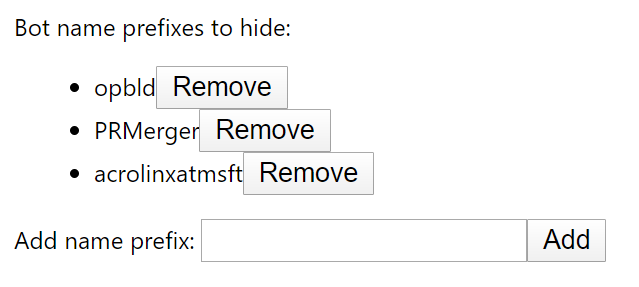 Bot name prefixes to hide:
opbld Remove
PRMerger Remove
acrolinxatmsft Remove
Add name prefix: Add